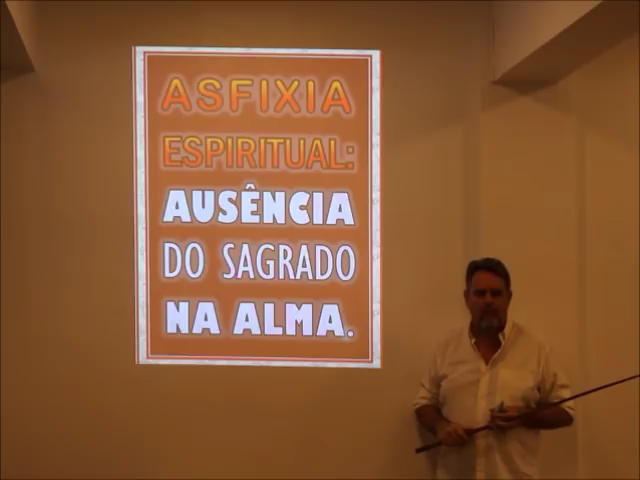 ASFIXIA
ESPIRITUAL:
AUSÊNCIA
DO SAGRADO
NA ALMA.